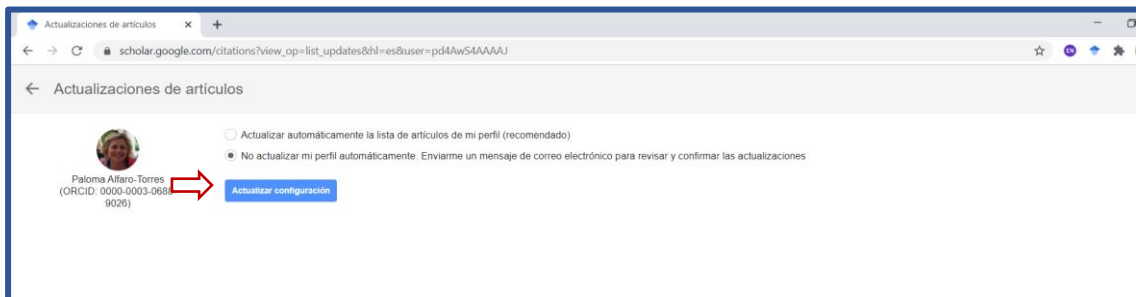 Actualizaciones de artículos
scholar.google.com/citations?view_op=list_updates&hl=es&user=pd4AwS4AAAAJ
EN
Actualizaciones de artículos
Actualizar automáticamente la lista de artículos de mi perfil (recomendado)
No actualizar mi perfil automáticamente. Enviarme un mensaje de correo electrónico para revisar y confirmar las actualizaciones
Paloma Alfaro-Torres
(ORCID: 0000-0003-0688-
9026)
Actualizar configuración